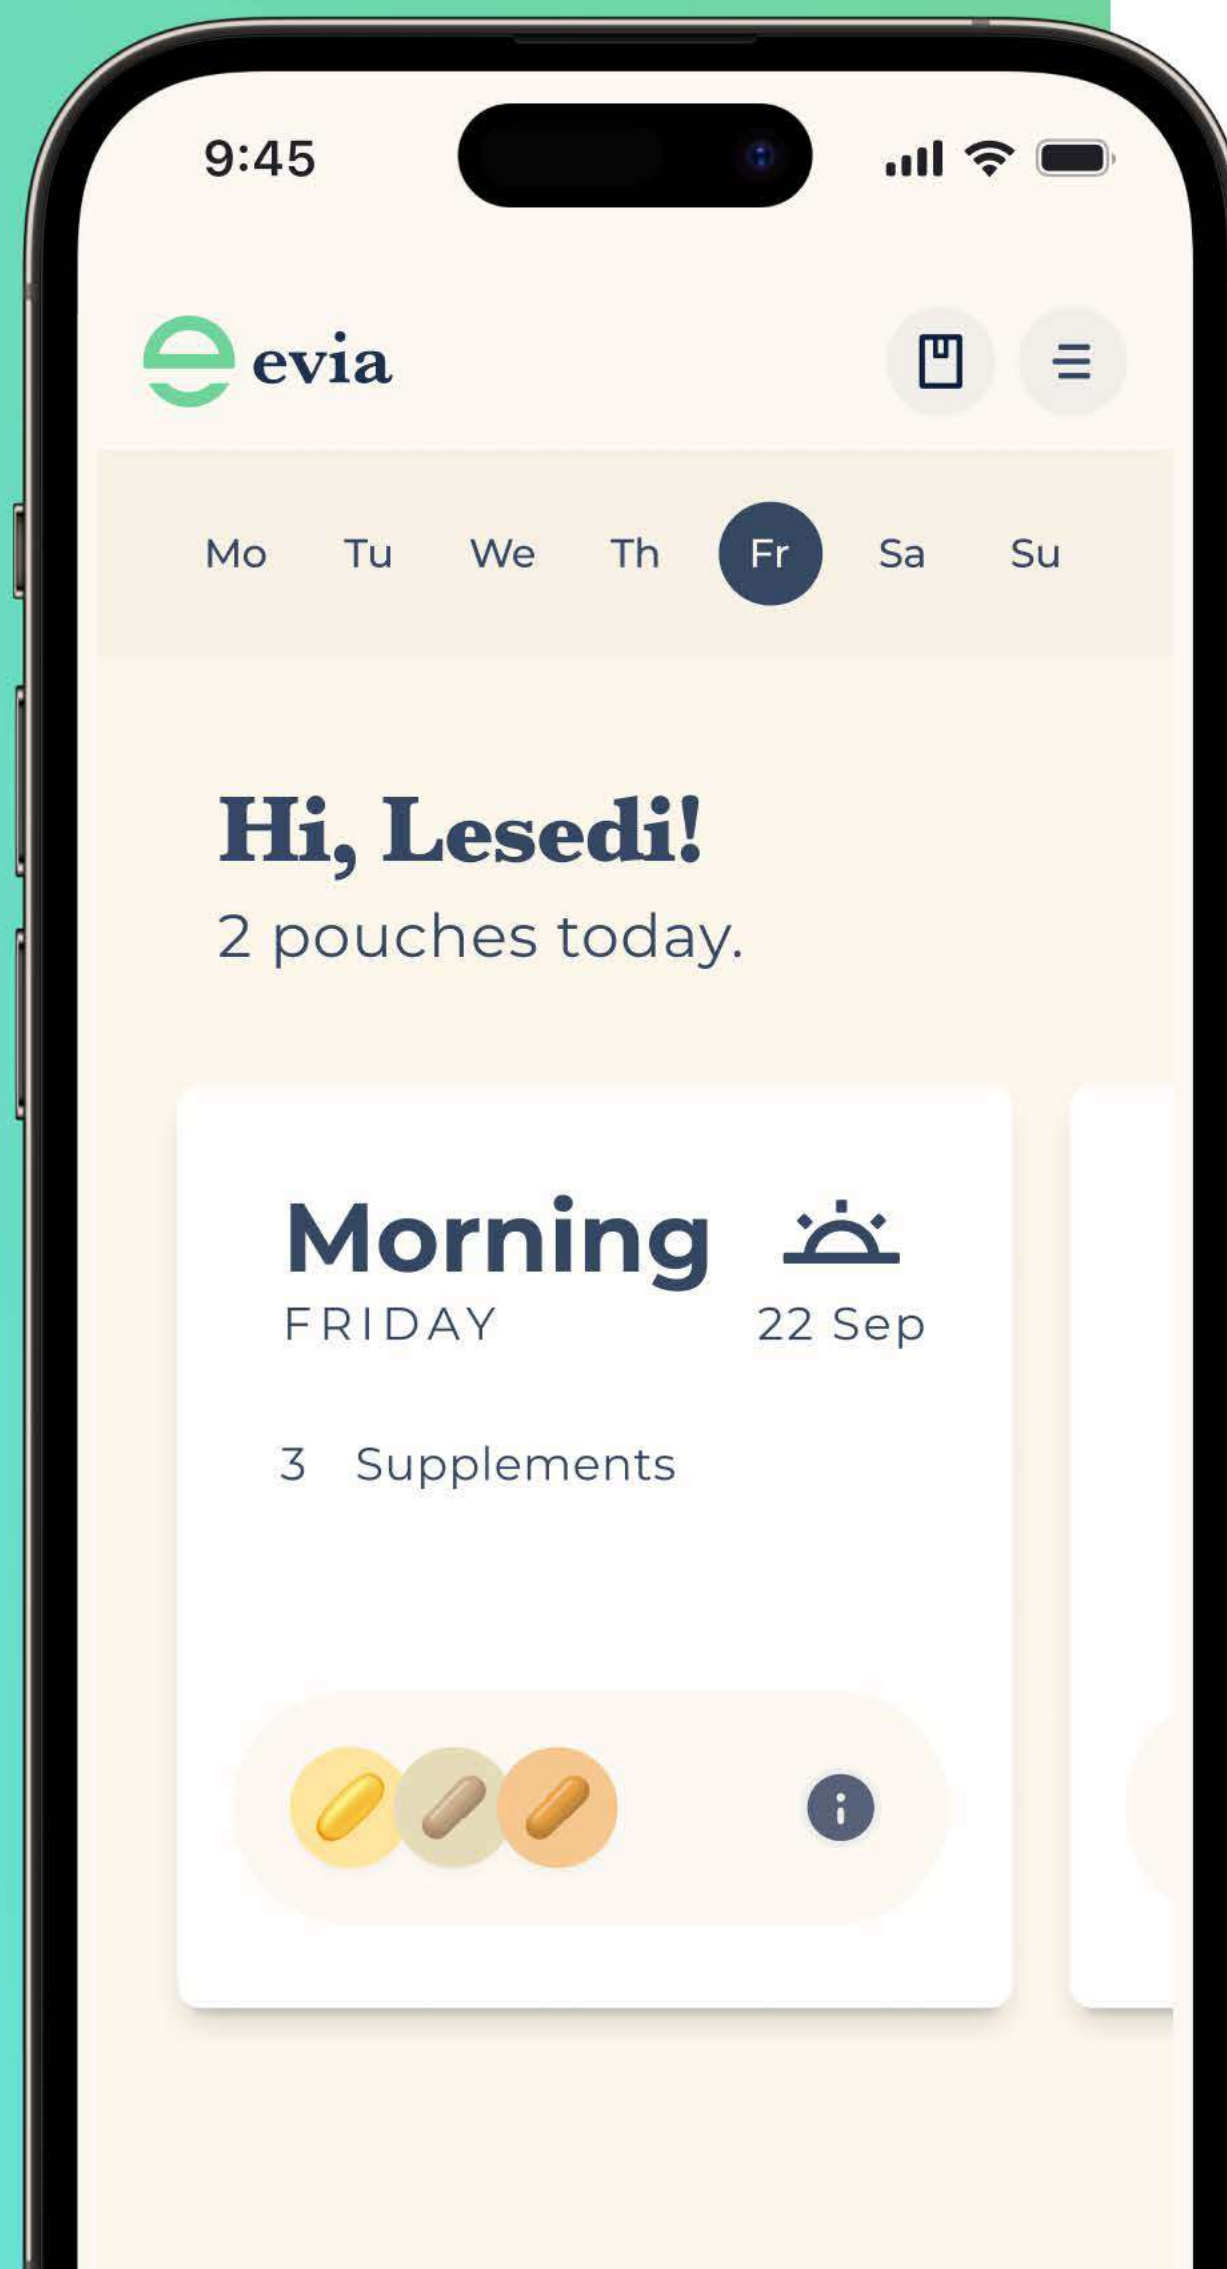 9:45
evia
Mo Tu We Th Fr Sa Su
Hi, Lesedi!
2 pouches today.
Morning
FRIDAY 22 Sep
3 Supplements